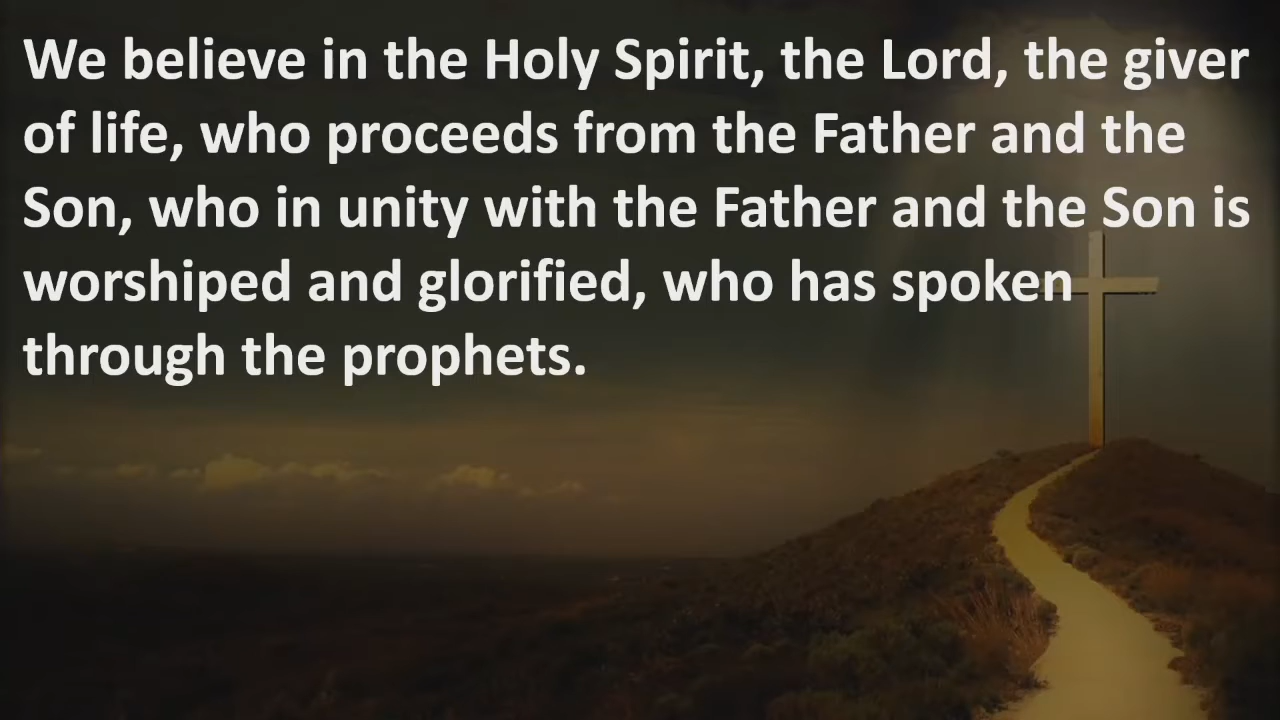 We believe in the Holy Spirit, the Lord, the giver
of life, who proceeds from the Father and the
Son, who in unity with the Father and the Son is
worshiped and glorified, who has spoken
through the prophets.